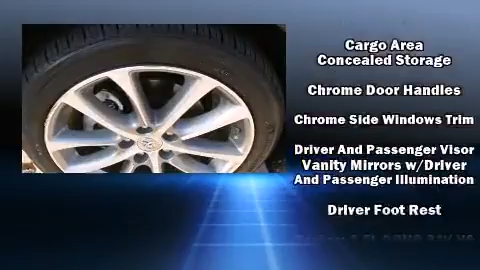 Cargo Area
Concealed Storage
Chrome Door Handles
Chrome Side Windows Trim
Driver And Passenger Visor
Vanity Mirrors w/Driver
And Passenger Illumination
Driver Foot Rest